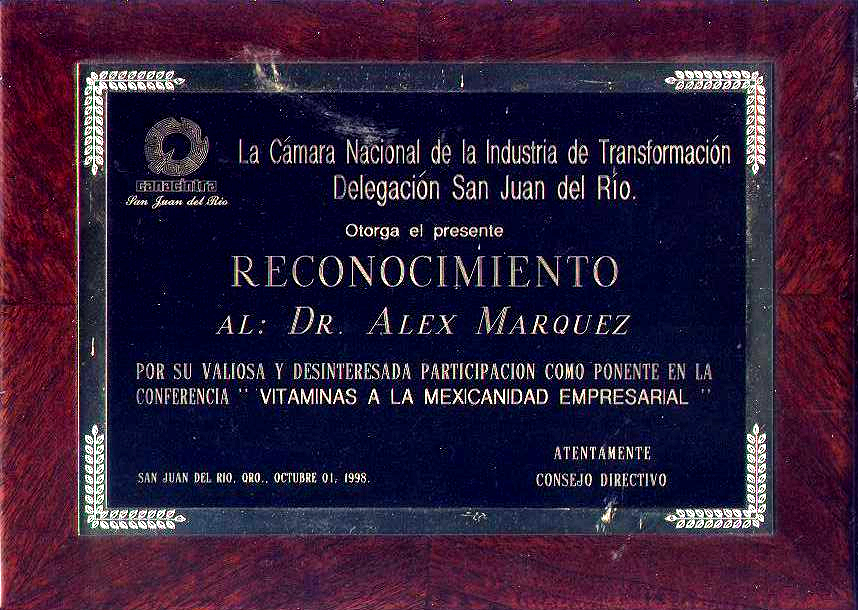 canacintra
San Juan del Río
La Cámara Nacional de la Industria de Transformación
Delegación San Juan del Río.
Otorga el presente
RECONOCIMIENTO
AL: DR. ALEX MARQUEZ
POR SU VALIOSA Y DESINTERESADA PARTICIPACION COMO PONENTE EN LA
CONFERENCIA " VITAMINAS A LA MEXICANIDAD EMPRESARIAL "
ATENTAMENTE
SAN JUAN DEL RIO, QRO., OCTUBRE 01, 1998.
CONSEJO DIRECTIVO